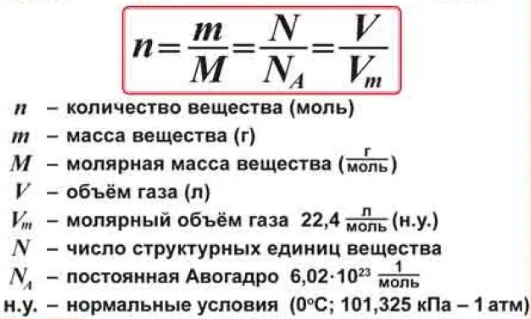 n = m/M = N/N_A = V/V_m
n – количество вещества (моль)
m – масса вещества (г)
M – молярная масса вещества (г/моль)
V – объём газа (л)
V_m – молярный объём газа 22,4 л/моль (н.у.)
N – число структурных единиц вещества
N_A – постоянная Авогадро 6,02·10²³ 1/моль
н.у. – нормальные условия (0°С; 101,325 кПа – 1 атм)